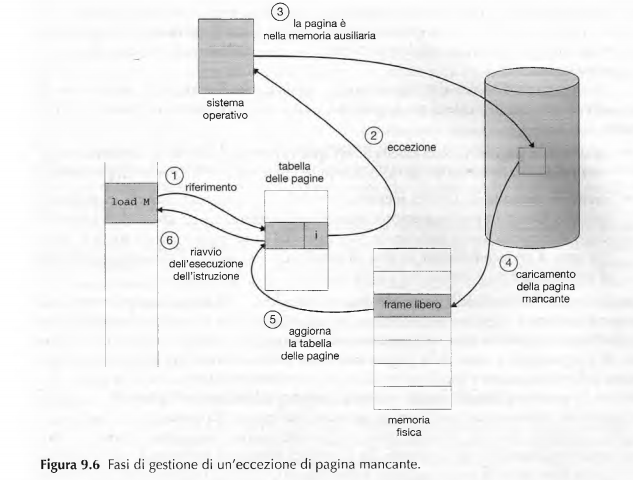 3
la pagina è
nella memoria ausiliaria
sistema
operativo
2
eccezione
tabella
delle pagine
1
riferimento
load M
i
6
riavvio
dell'esecuzione
dell'istruzione
4
caricamento
della pagina
mancante
frame libero
5
aggiorna
la tabella
delle pagine
memoria
fisica
Figura 9.6 Fasi di gestione di un'eccezione di pagina mancante.